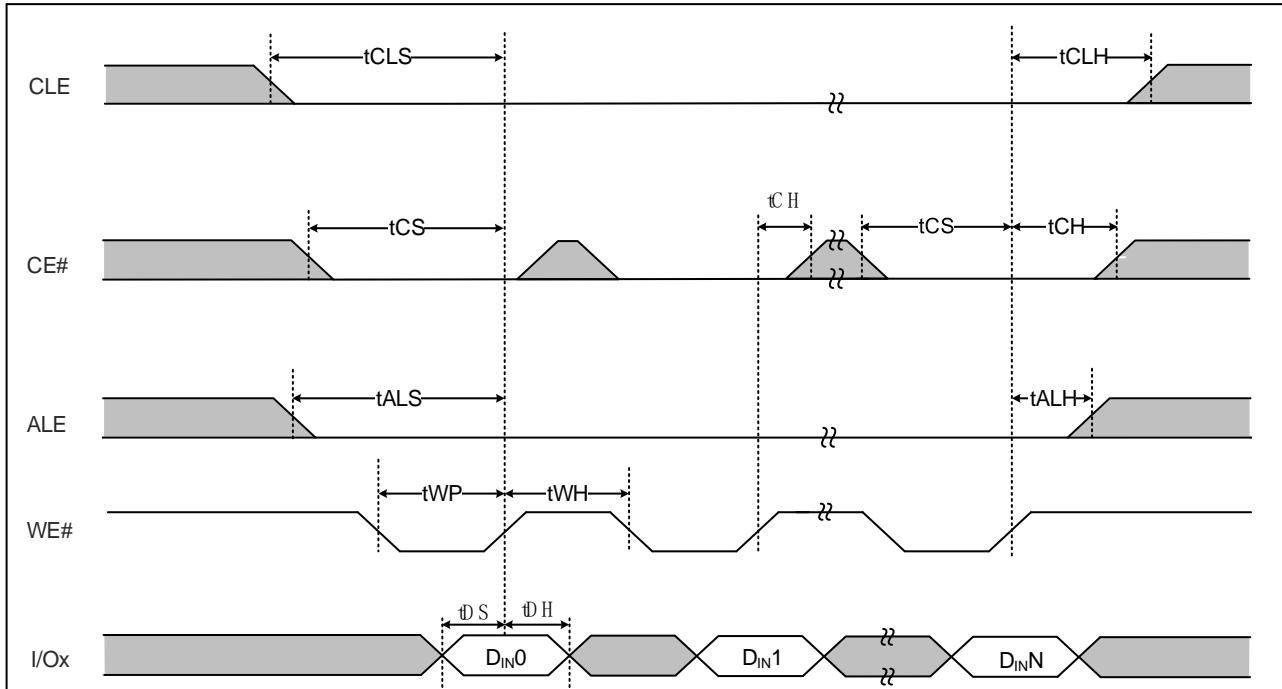 tCLS
tCLH
CLE
tCH
tCS
tCS
tCH
CE#
tALS
tALH
ALE
tWP
tWH
WE#
tDS
tDH
I/Ox
DIN0
DIN1
DINN